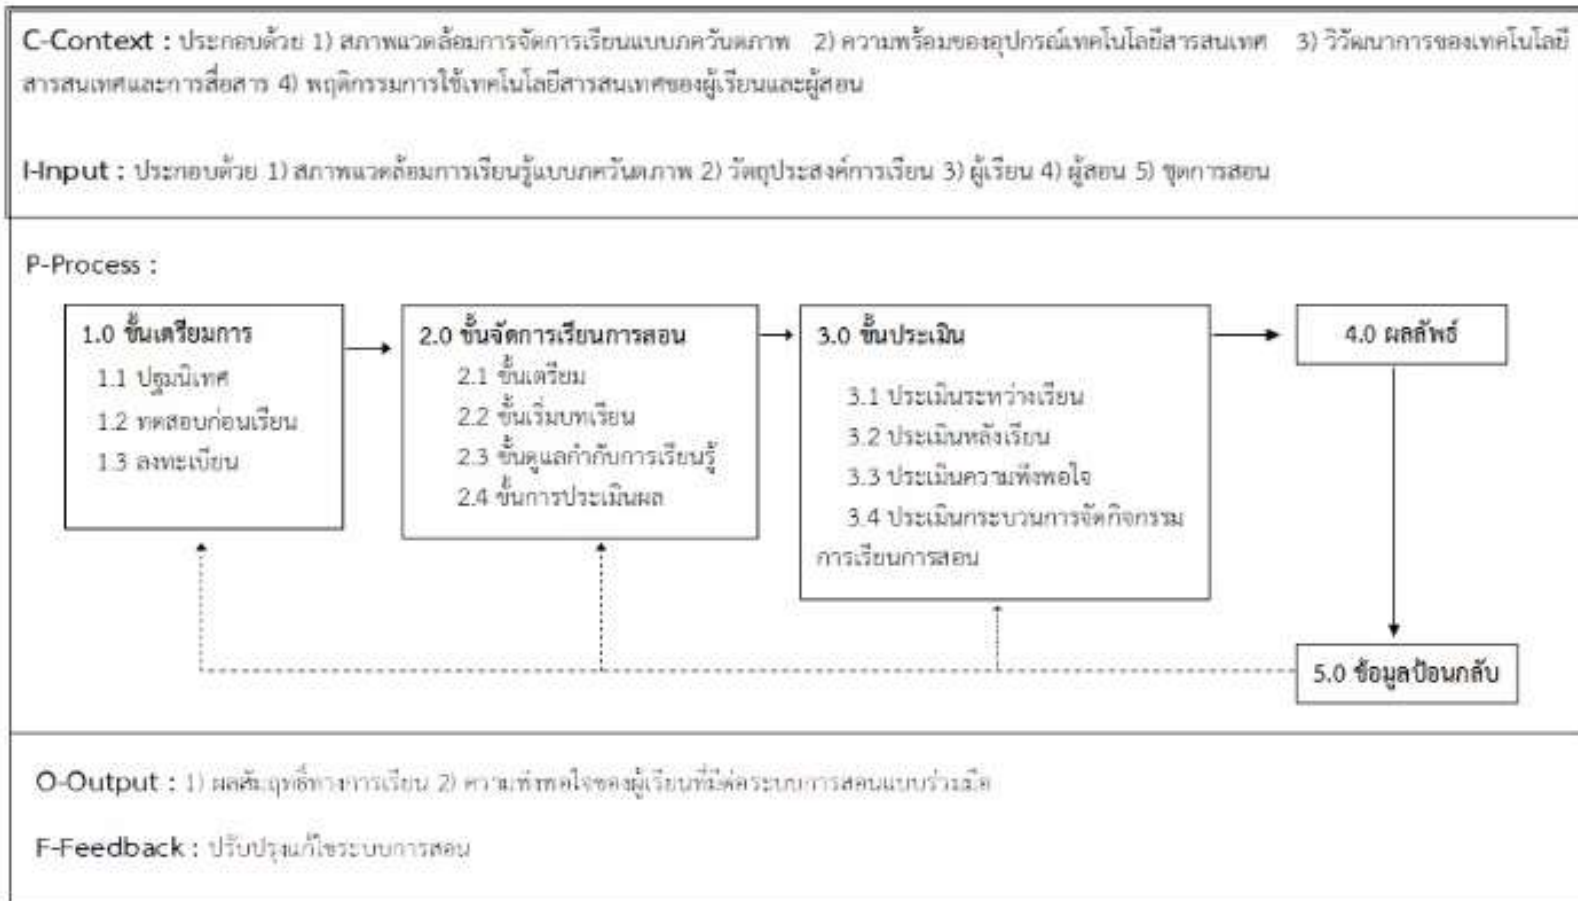 C-Context : ประกอบด้วย 1) สภาพแวดล้อมการจัดการเรียนแบบภควันตภาพ 2) ความพร้อมของอุปกรณ์เทคโนโลยีสารสนเทศ 3) วิวัฒนาการของเทคโนโลยี
สารสนเทศและการสื่อสาร 4) พฤติกรรมการใช้เทคโนโลยีสารสนเทศของผู้เรียนและผู้สอน
I-Input : ประกอบด้วย 1) สภาพแวดล้อมการเรียนรู้แบบภควันตภาพ 2) วัตถุประสงค์การเรียน 3) ผู้เรียน 4) ผู้สอน 5) ชุดการสอน
P-Process :
1.0 ขั้นเตรียมการ
1.1 ปฐมนิเทศ
1.2 ทดสอบก่อนเรียน
1.3 ลงทะเบียน
2.0 ขั้นจัดการเรียนการสอน
2.1 ขั้นเตรียม
2.2 ขั้นเริ่มบทเรียน
2.3 ขั้นดูแลกำกับการเรียนรู้
2.4 ขั้นการประเมินผล
3.0 ขั้นประเมิน
3.1 ประเมินระหว่างเรียน
3.2 ประเมินหลังเรียน
3.3 ประเมินความพึงพอใจ
3.4 ประเมินกระบวนการจัดกิจกรรม
การเรียนการสอน
4.0 ผลลัพธ์
5.0 ข้อมูลป้อนกลับ
O-Output : 1) ผลสัมฤทธิ์ทางการเรียน 2) ความพึงพอใจของผู้เรียนที่มีต่อระบบการสอนแบบร่วมมือ
F-Feedback : ปรับปรุงแก้ไขระบบการสอน